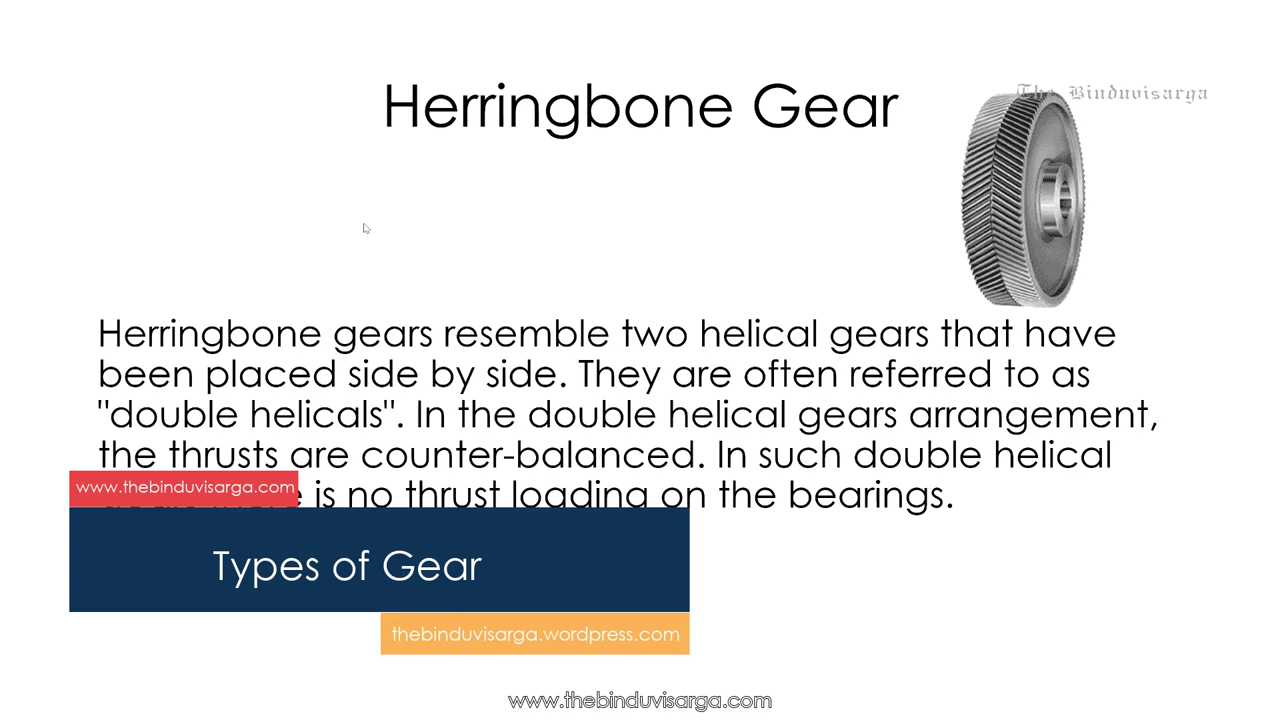 The Binduvisarga
Herringbone Gear
Herringbone gears resemble two helical gears that have
been placed side by side. They are often referred to as
"double helicals". In the double helical gears arrangement,
the thrusts are counter-balanced. In such double helical
is no thrust loading on the bearings.
www.thebinduvisarga.com
Types of Gear
thebinduvisarga.wordpress.com
www.thebinduvisarga.com